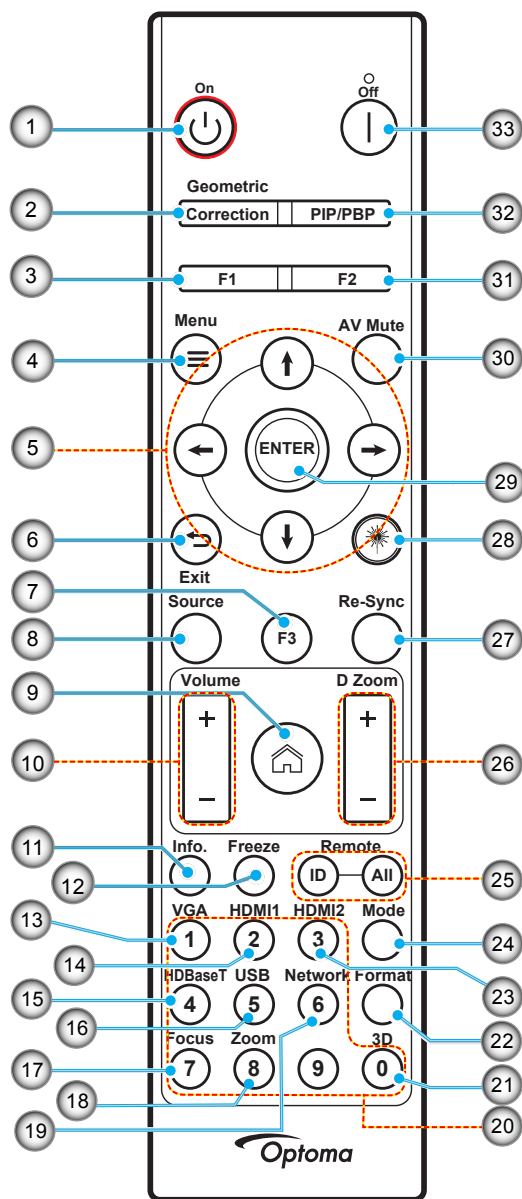 On
Off
1
33
Geometric
2
Correction
PIP/PBP
32
3
F1
F2
31
Menu
AV Mute
4
30
5
ENTER
29
6
28
Exit
7
Source
Re-Sync
8
F3
27
Volume
D Zoom
9
+
+
10
26
−
−
11
Info.
Freeze
Remote
12
ID
All
25
VGA
HDMI1
HDMI2
Mode
13
1
2
3
24
14
HDBaseT
USB
Network
Format
23
15
4
5
6
16
22
Focus
Zoom
3D
17
7
8
9
0
21
18
19
20
Optoma